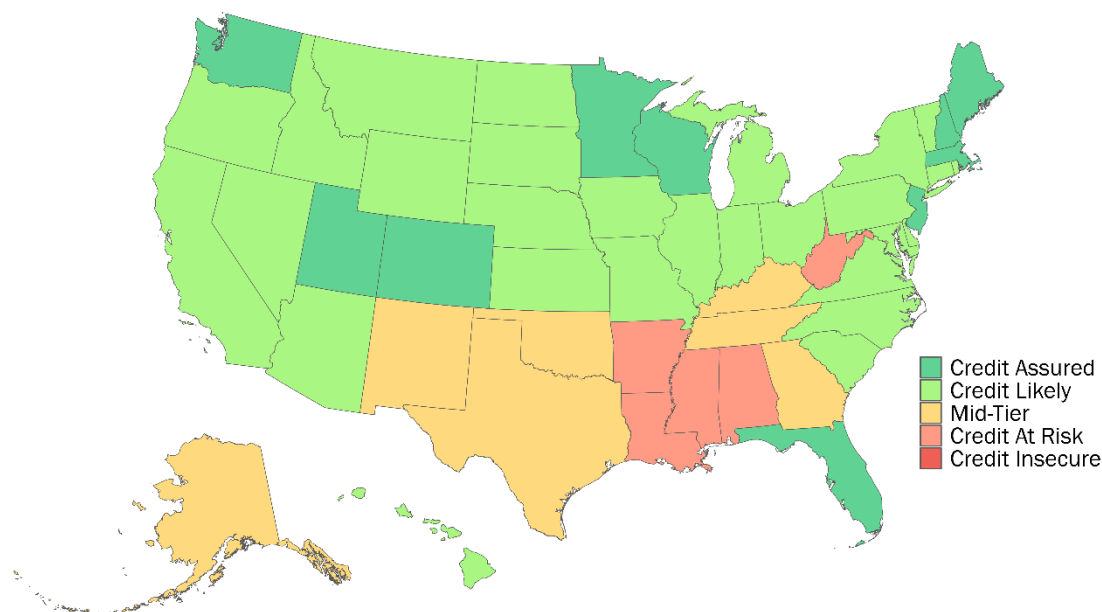 Credit Assured
Credit Likely
Mid-Tier
Credit At Risk
Credit Insecure